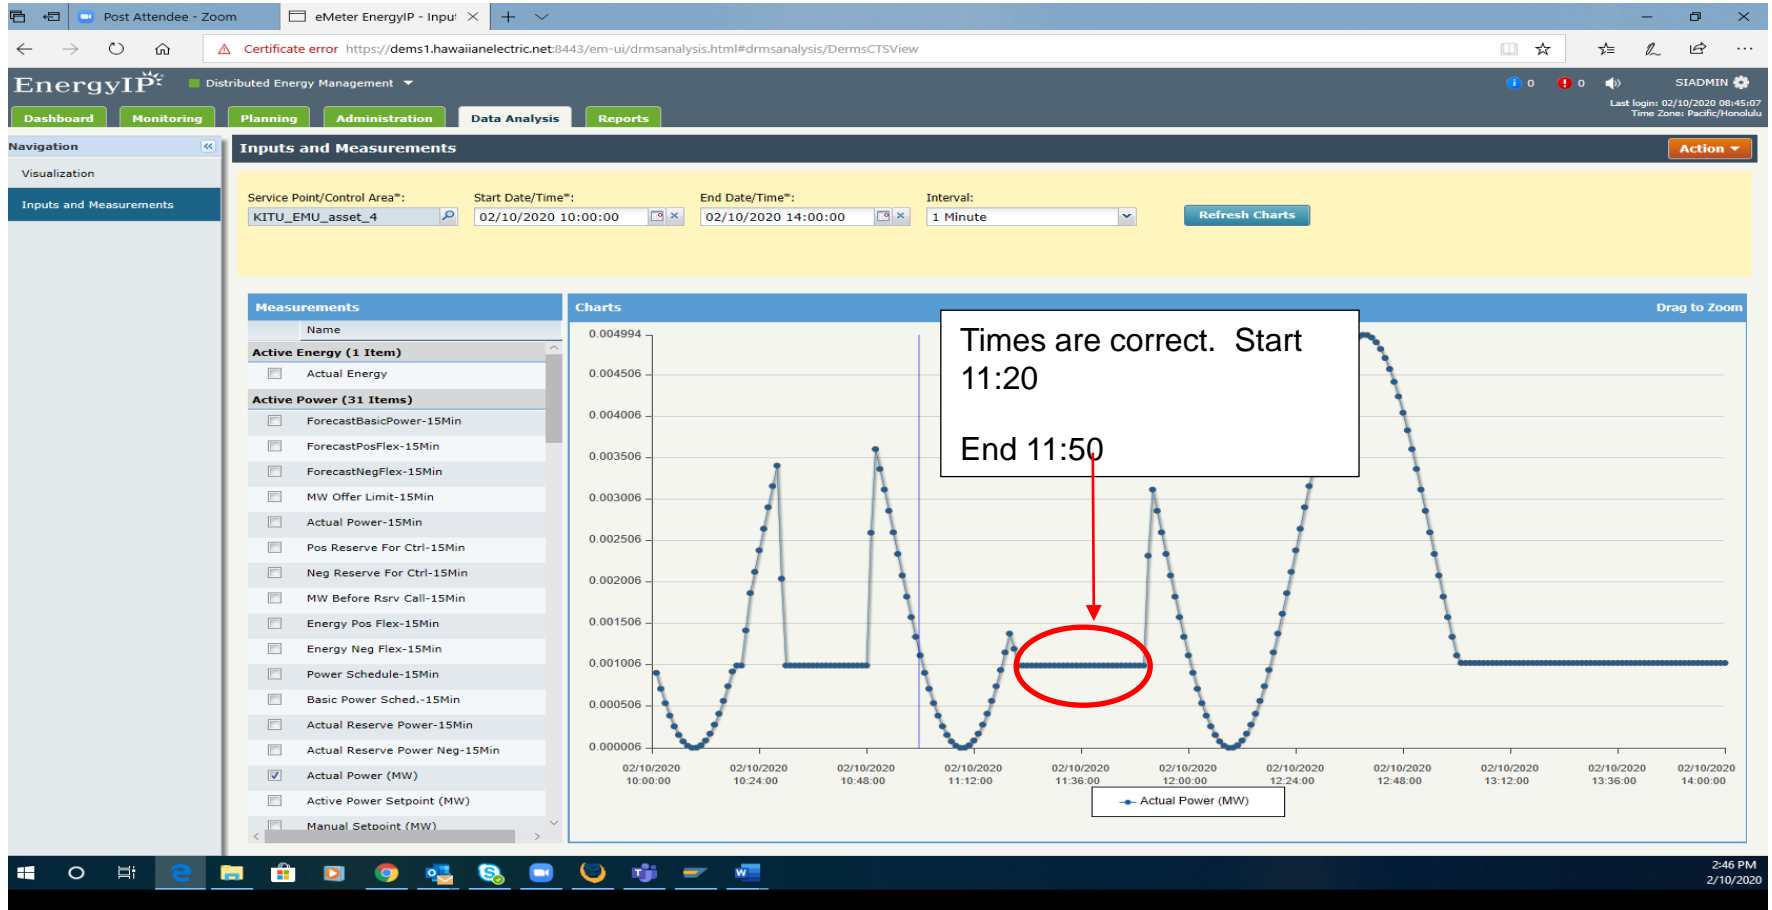 Post Attendee - Zoom
eMeter EnergyIP - Input
Certificate error https://dems1.hawaiianelectric.net:8443/em-ui/drmsanalysis.html#drmsanalysis/DermsCTSView
EnergyIP
Distributed Energy Management
0 0 SIADMIN
Last login: 02/10/2020 08:45:07
Time Zone: Pacific/Honolulu
Dashboard Monitoring Planning Administration Data Analysis Reports
Navigation
Visualization
Inputs and Measurements
Inputs and Measurements
Action
Service Point/Control Area*: Start Date/Time*: End Date/Time*: Interval:
KITU_EMU_asset_4 02/10/2020 10:00:00 02/10/2020 14:00:00 1 Minute Refresh Charts
Measurements
Name
Active Energy (1 Item)
Actual Energy
Active Power (31 Items)
ForecastBasicPower-15Min
ForecastPosFlex-15Min
ForecastNegFlex-15Min
MW Offer Limit-15Min
Actual Power-15Min
Pos Reserve For Ctrl-15Min
Neg Reserve For Ctrl-15Min
MW Before Rsrv Call-15Min
Energy Pos Flex-15Min
Energy Neg Flex-15Min
Power Schedule-15Min
Basic Power Sched.-15Min
Actual Reserve Power-15Min
Actual Reserve Power Neg-15Min
Actual Power (MW)
Active Power Setpoint (MW)
Manual Setpoint (MW)
Charts Drag to Zoom
Times are correct. Start
11:20
End 11:50
0.004994
0.004506
0.004006
0.003506
0.003006
0.002506
0.002006
0.001506
0.001006
0.000506
0.000006
02/10/2020 02/10/2020 02/10/2020 02/10/2020 02/10/2020 02/10/2020 02/10/2020 02/10/2020 02/10/2020 02/10/2020 02/10/2020
10:00:00 10:24:00 10:48:00 11:12:00 11:36:00 12:00:00 12:24:00 12:48:00 13:12:00 13:36:00 14:00:00
Actual Power (MW)
2:46 PM
2/10/2020